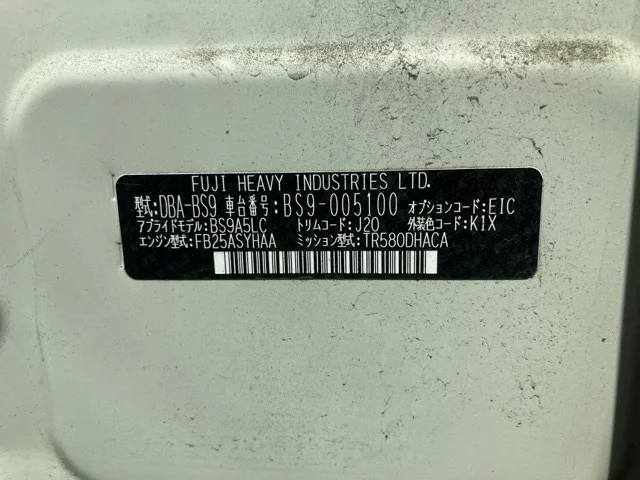 FUJI HEAVY INDUSTRIES LTD.
型式:DBA-BS9 車台番号:BS9-005100 オプションコード:EIC
アプライドモデル:BS9A5LC トリムコード:J20 外装色コード:K1X
エンジン型式:FB25ASYHAA ミッション型式:TR580DHACA